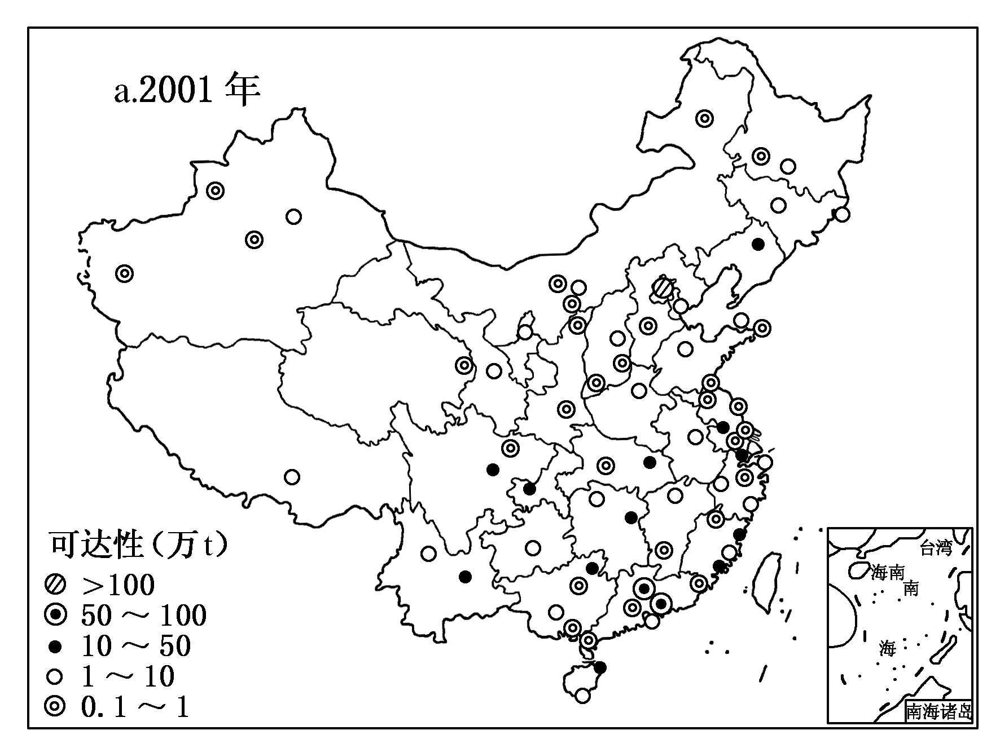 a.2001 年
可达性(万 t)
>100
50 ~ 100
10 ~ 50
1 ~ 10
0.1 ~ 1
台湾
海南
南
海
南海诸岛